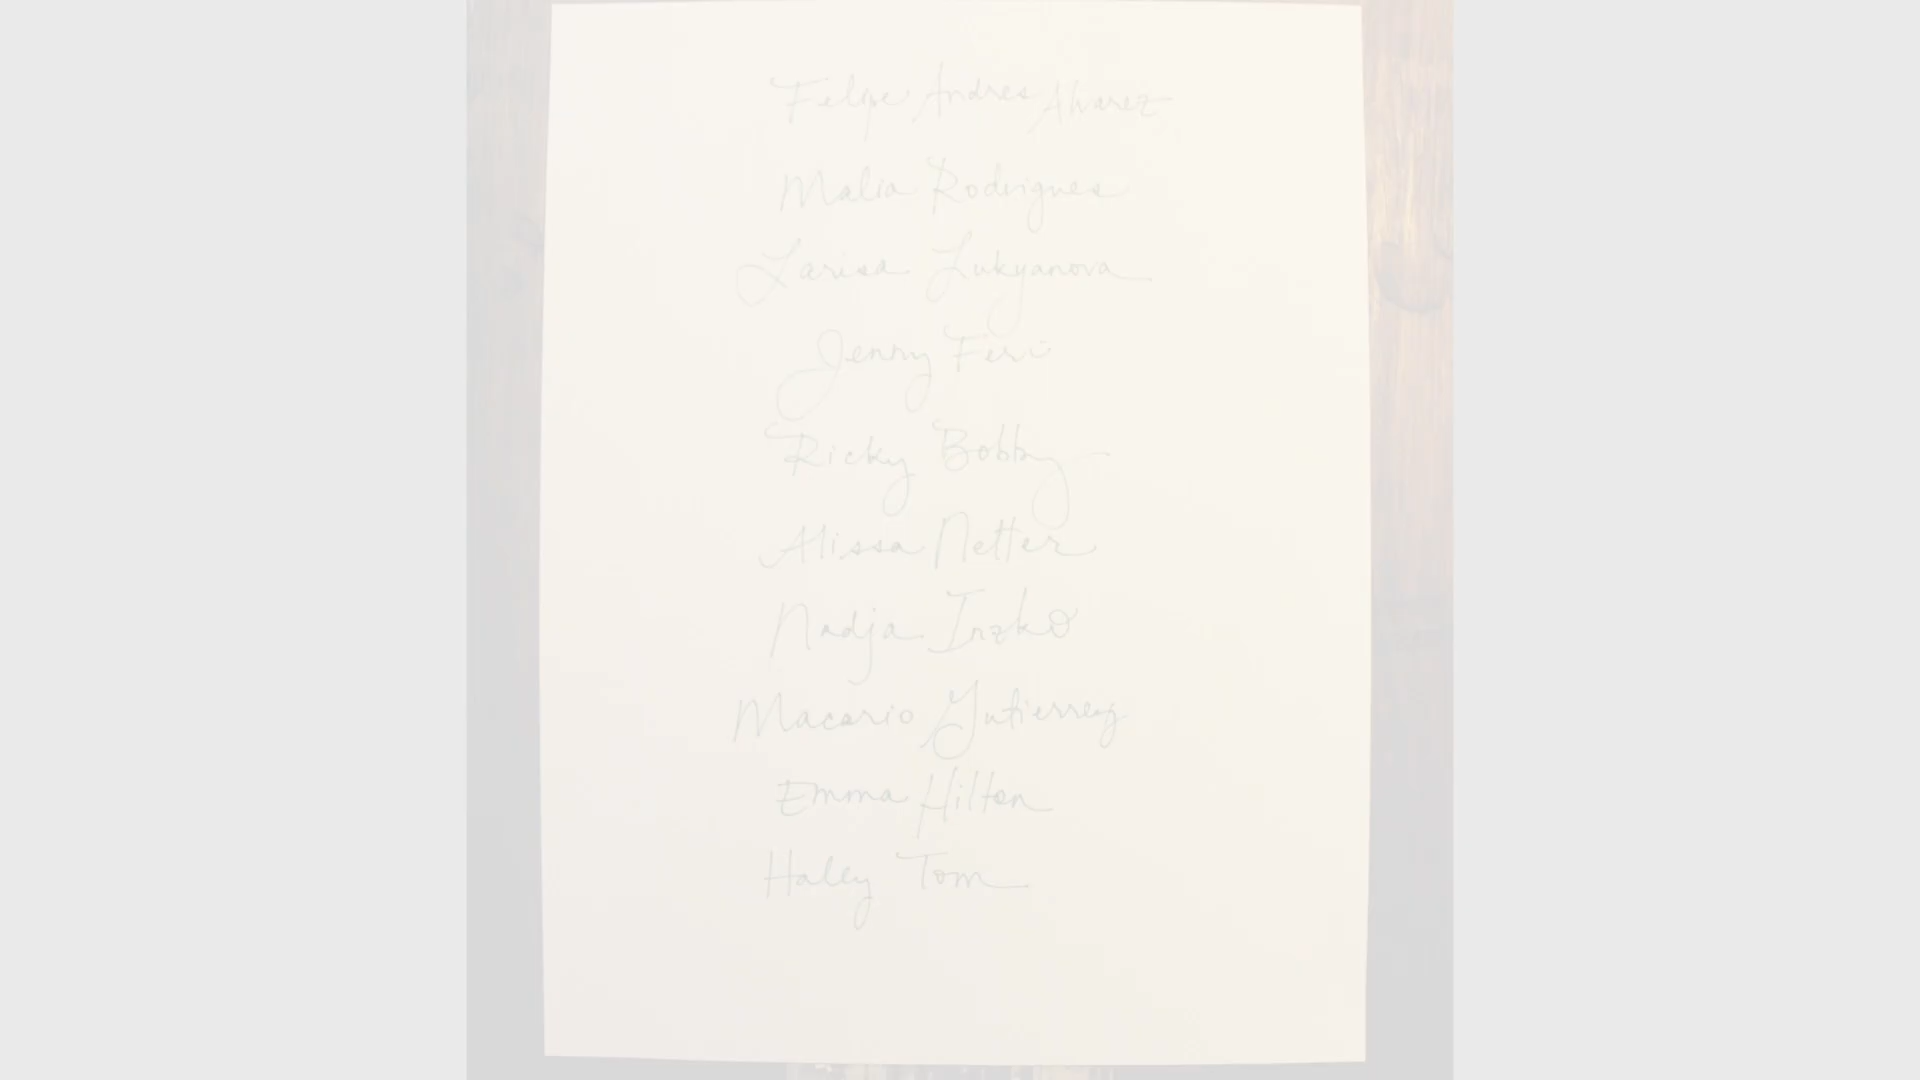 Felipe Andres Alvarez
Malia Rodrigues
Larisa Lukyanova
Jenny Feri
Ricky Bobby
Alissa Netter
Nadja Inzko
Macario Gutierrez
Emma Hilton
Haley Tom